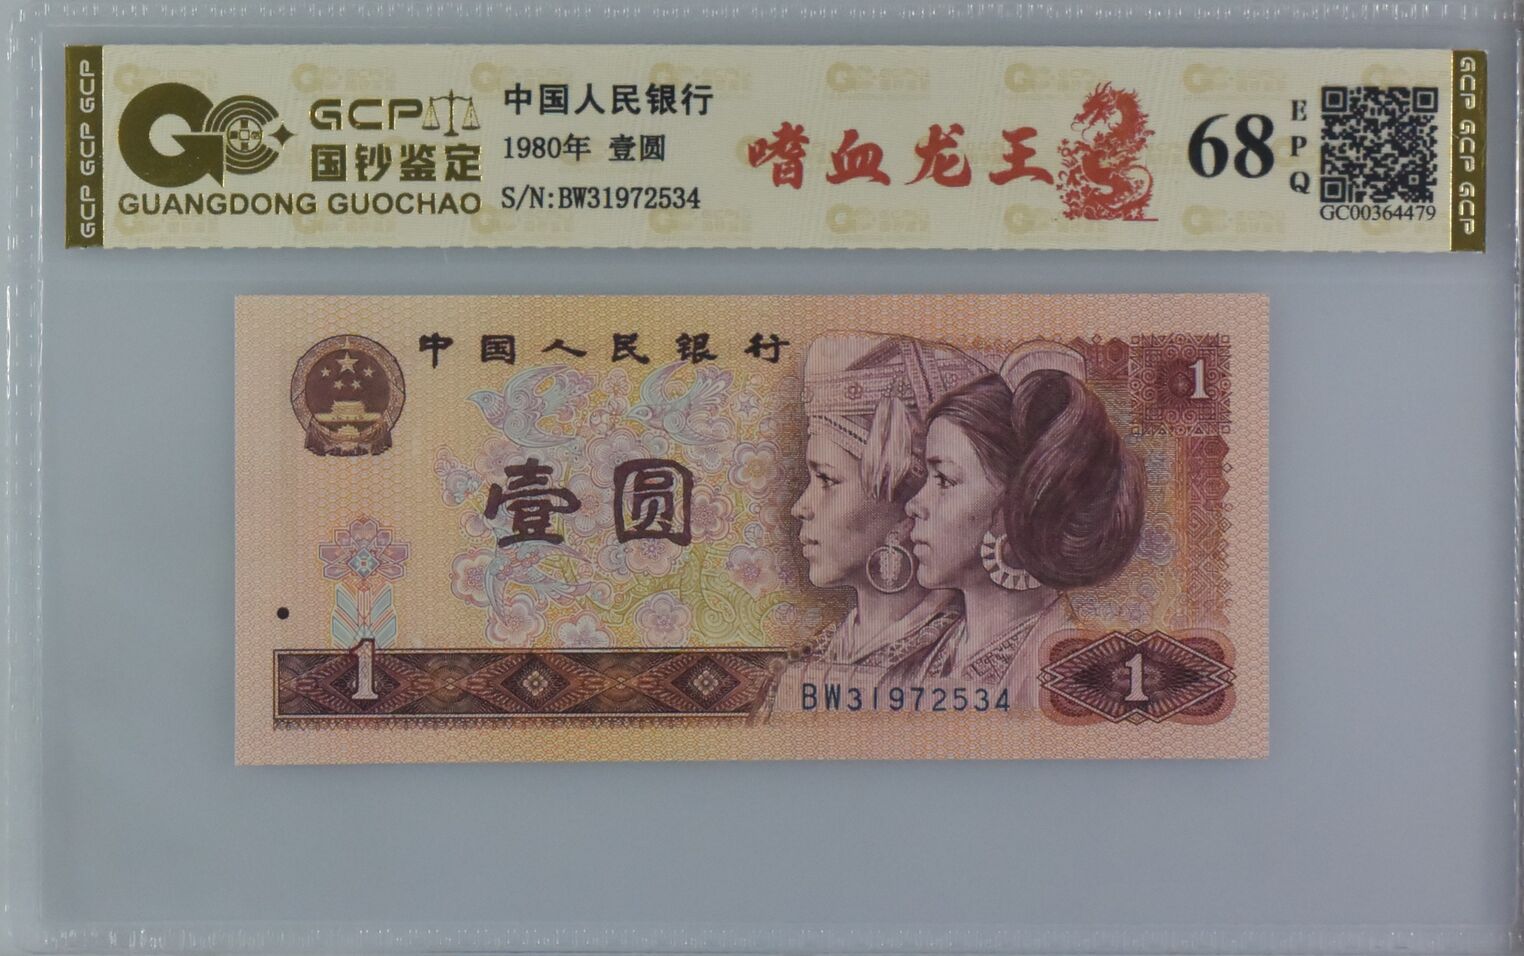 GCP GCP GCP
GCP
国钞鉴定
GUANGDONG GUOCHAO
中国人民银行
1980年 壹圆
S/N:BW31972534
嗜血龙王
68
EPQ
GC00364479
GCP GCP GCP
中国人民银行
1
壹圆
1
BW31972534
1